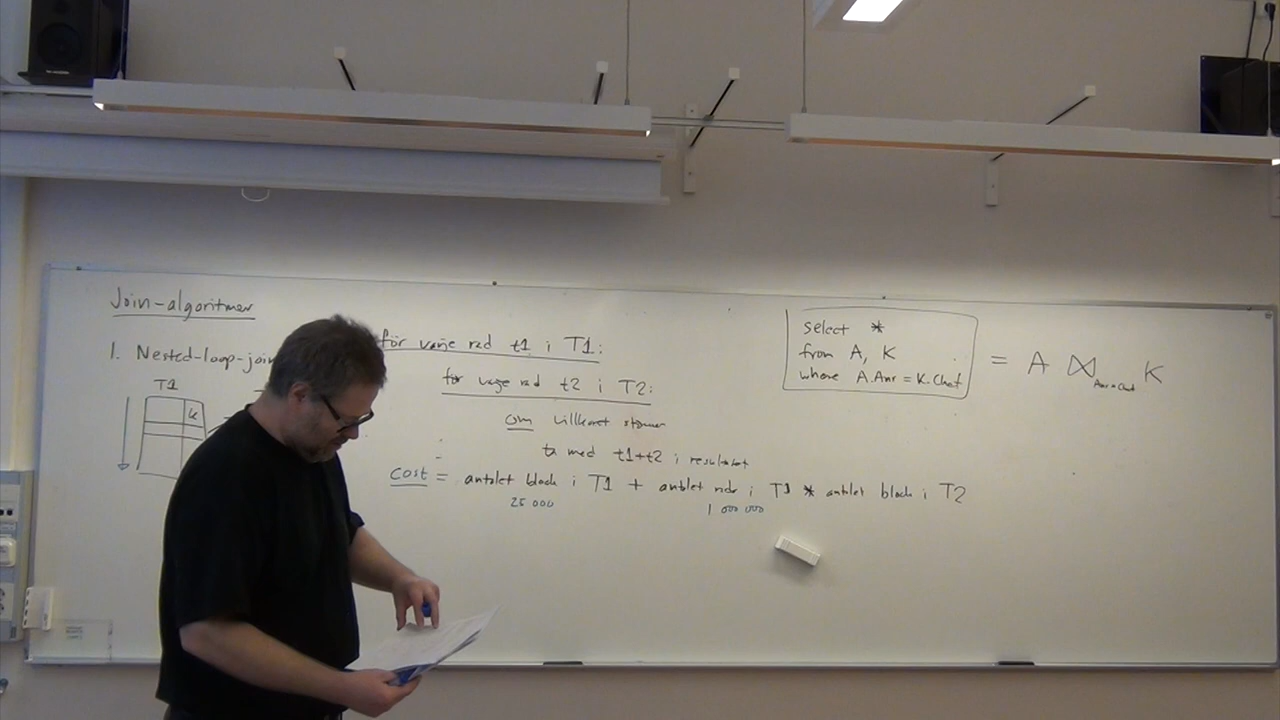 Join-algoritmer
1. Nested-loop-join
T1
K
för varje rad t1 i T1:
för varje rad t2 i T2:
om villkoret stämmer
ta med t1+t2 i resultatet
cost = antalet block i T1 + antalet rader i T1 * antalet block i T2
25 000
1 000 000
select *
from A, K
where A.Anr = K.Chef
= A ⋈ Anr=Chef K